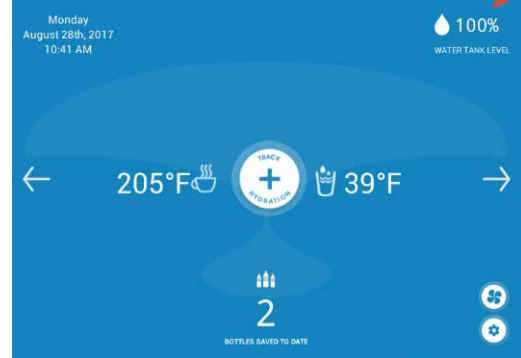 Monday
August 28th, 2017
10:41 AM
100%
WATER TANK LEVEL
205°F
TRACK
HYDRATION
39°F
2
BOTTLES SAVED TO DATE